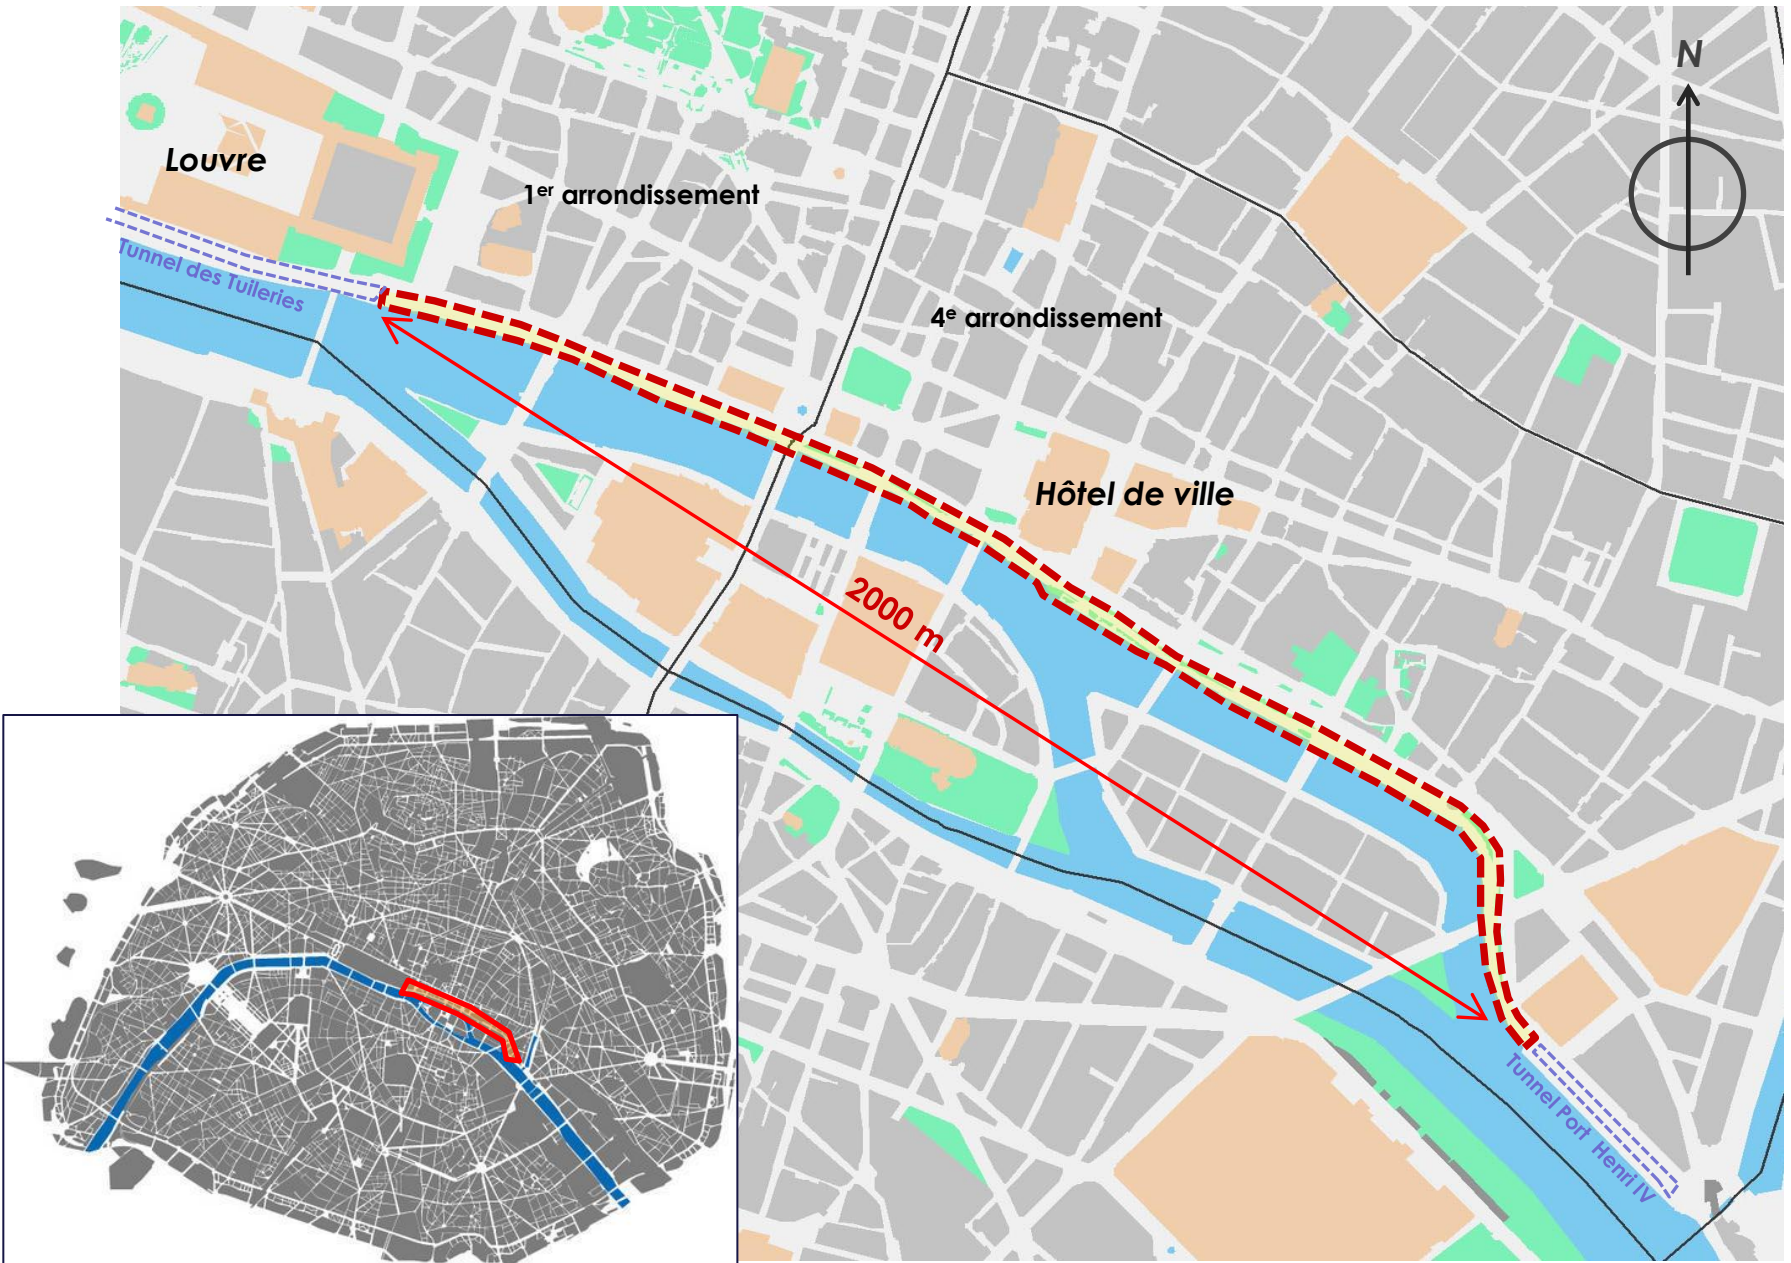 N
Louvre
1er arrondissement
Tunnel des Tuileries
4e arrondissement
Hôtel de ville
2000 m
Tunnel Port Henri IV